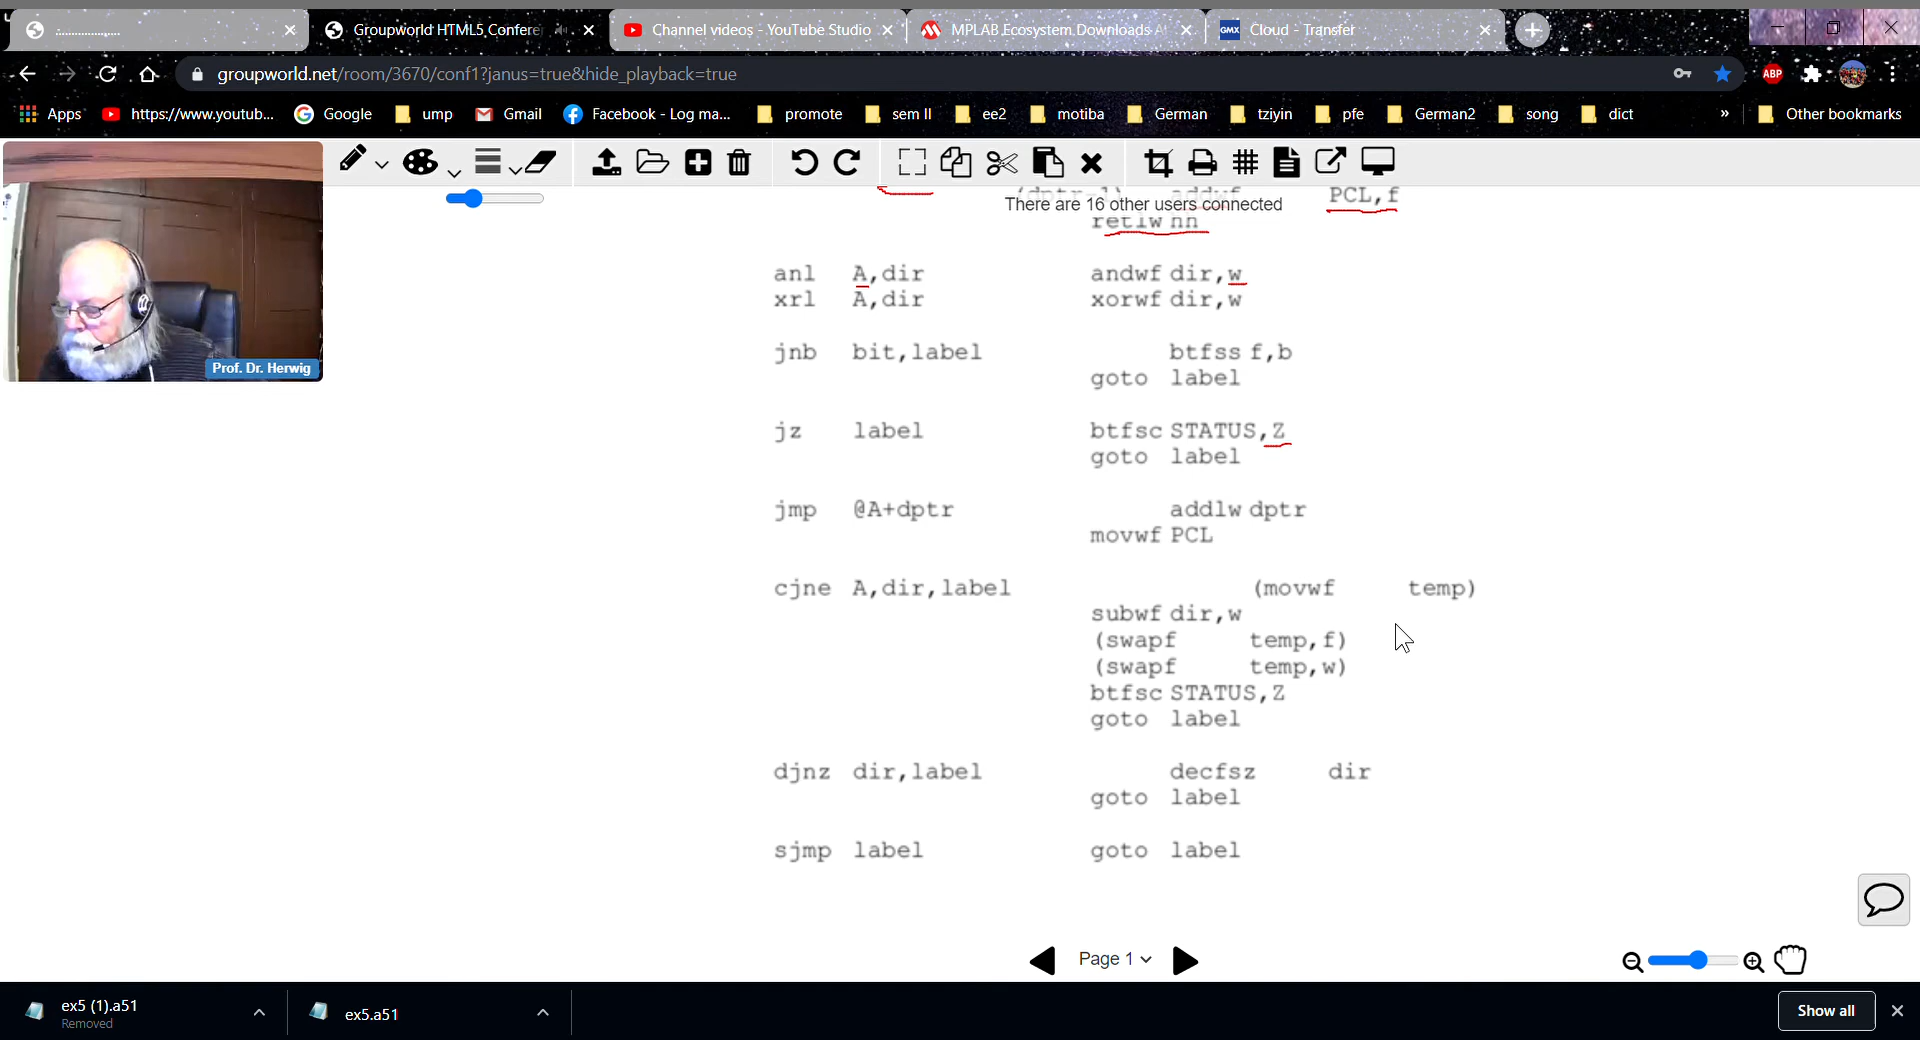 ..................
Groupworld HTML5 Confere
Channel videos - YouTube Studio
MPLAB Ecosystem Downloads A
GMX Cloud - Transfer
groupworld.net/room/3670/conf1?janus=true&hide_playback=true
ABP
Apps https://www.youtub... Google ump Gmail Facebook - Log ma... promote sem II ee2 motiba German tziyin pfe German2 song dict » Other bookmarks
Prof. Dr. Herwig
PCL,f
There are 16 other users connected
retlw nn
anl A,dir andwf dir,w
xrl A,dir xorwf dir,w
jnb bit,label btfss f,b
goto label
jz label btfsc STATUS,Z
goto label
jmp @A+dptr addlw dptr
movwf PCL
cjne A,dir,label (movwf temp)
subwf dir,w
(swapf temp,f)
(swapf temp,w)
btfsc STATUS,Z
goto label
djnz dir,label decfsz dir
goto label
sjmp label goto label
Page 1
ex5 (1).a51
Removed
ex5.a51
Show all